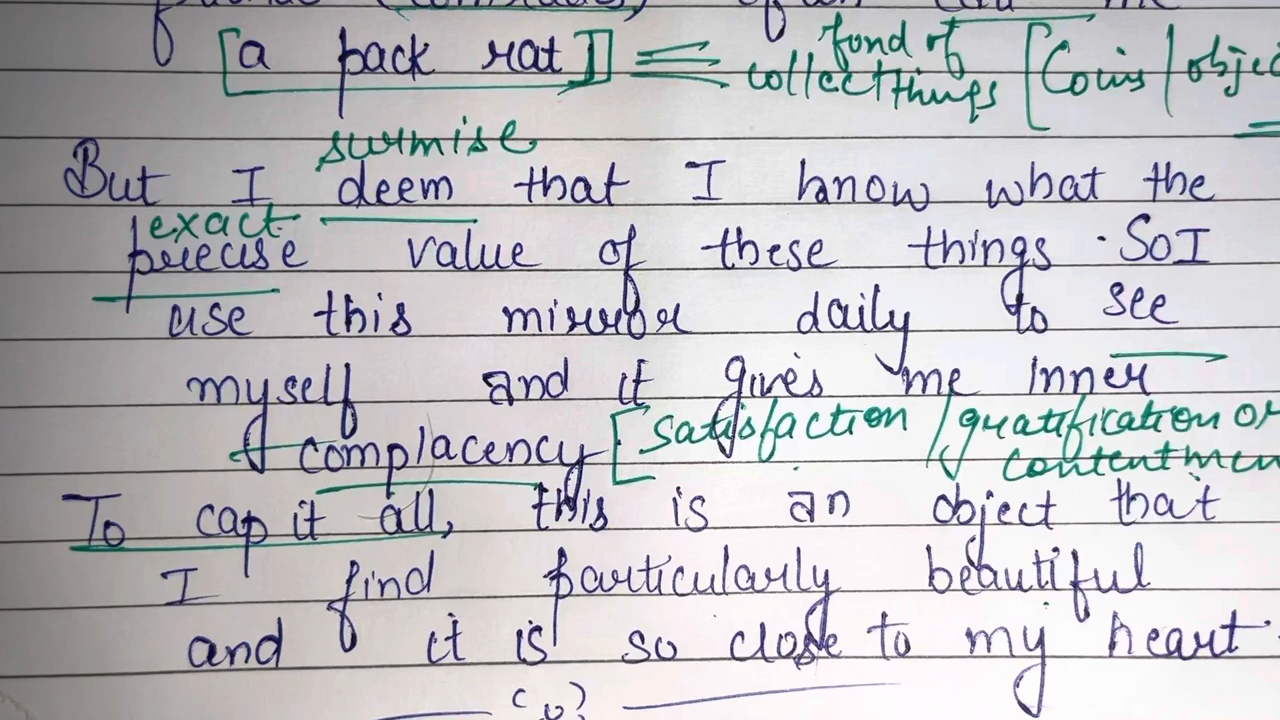 [a pack rat] = fond of
collect things [Coins / objec
surmise
But I deem that I know what the
exact
precise value of these things. So I
use this mirror daily to see
myself and it gives me inner
complacency [satisfaction / gratification or
contentmen
To cap it all, this is an object that
I find particularly beautiful
and it is so close to my heart